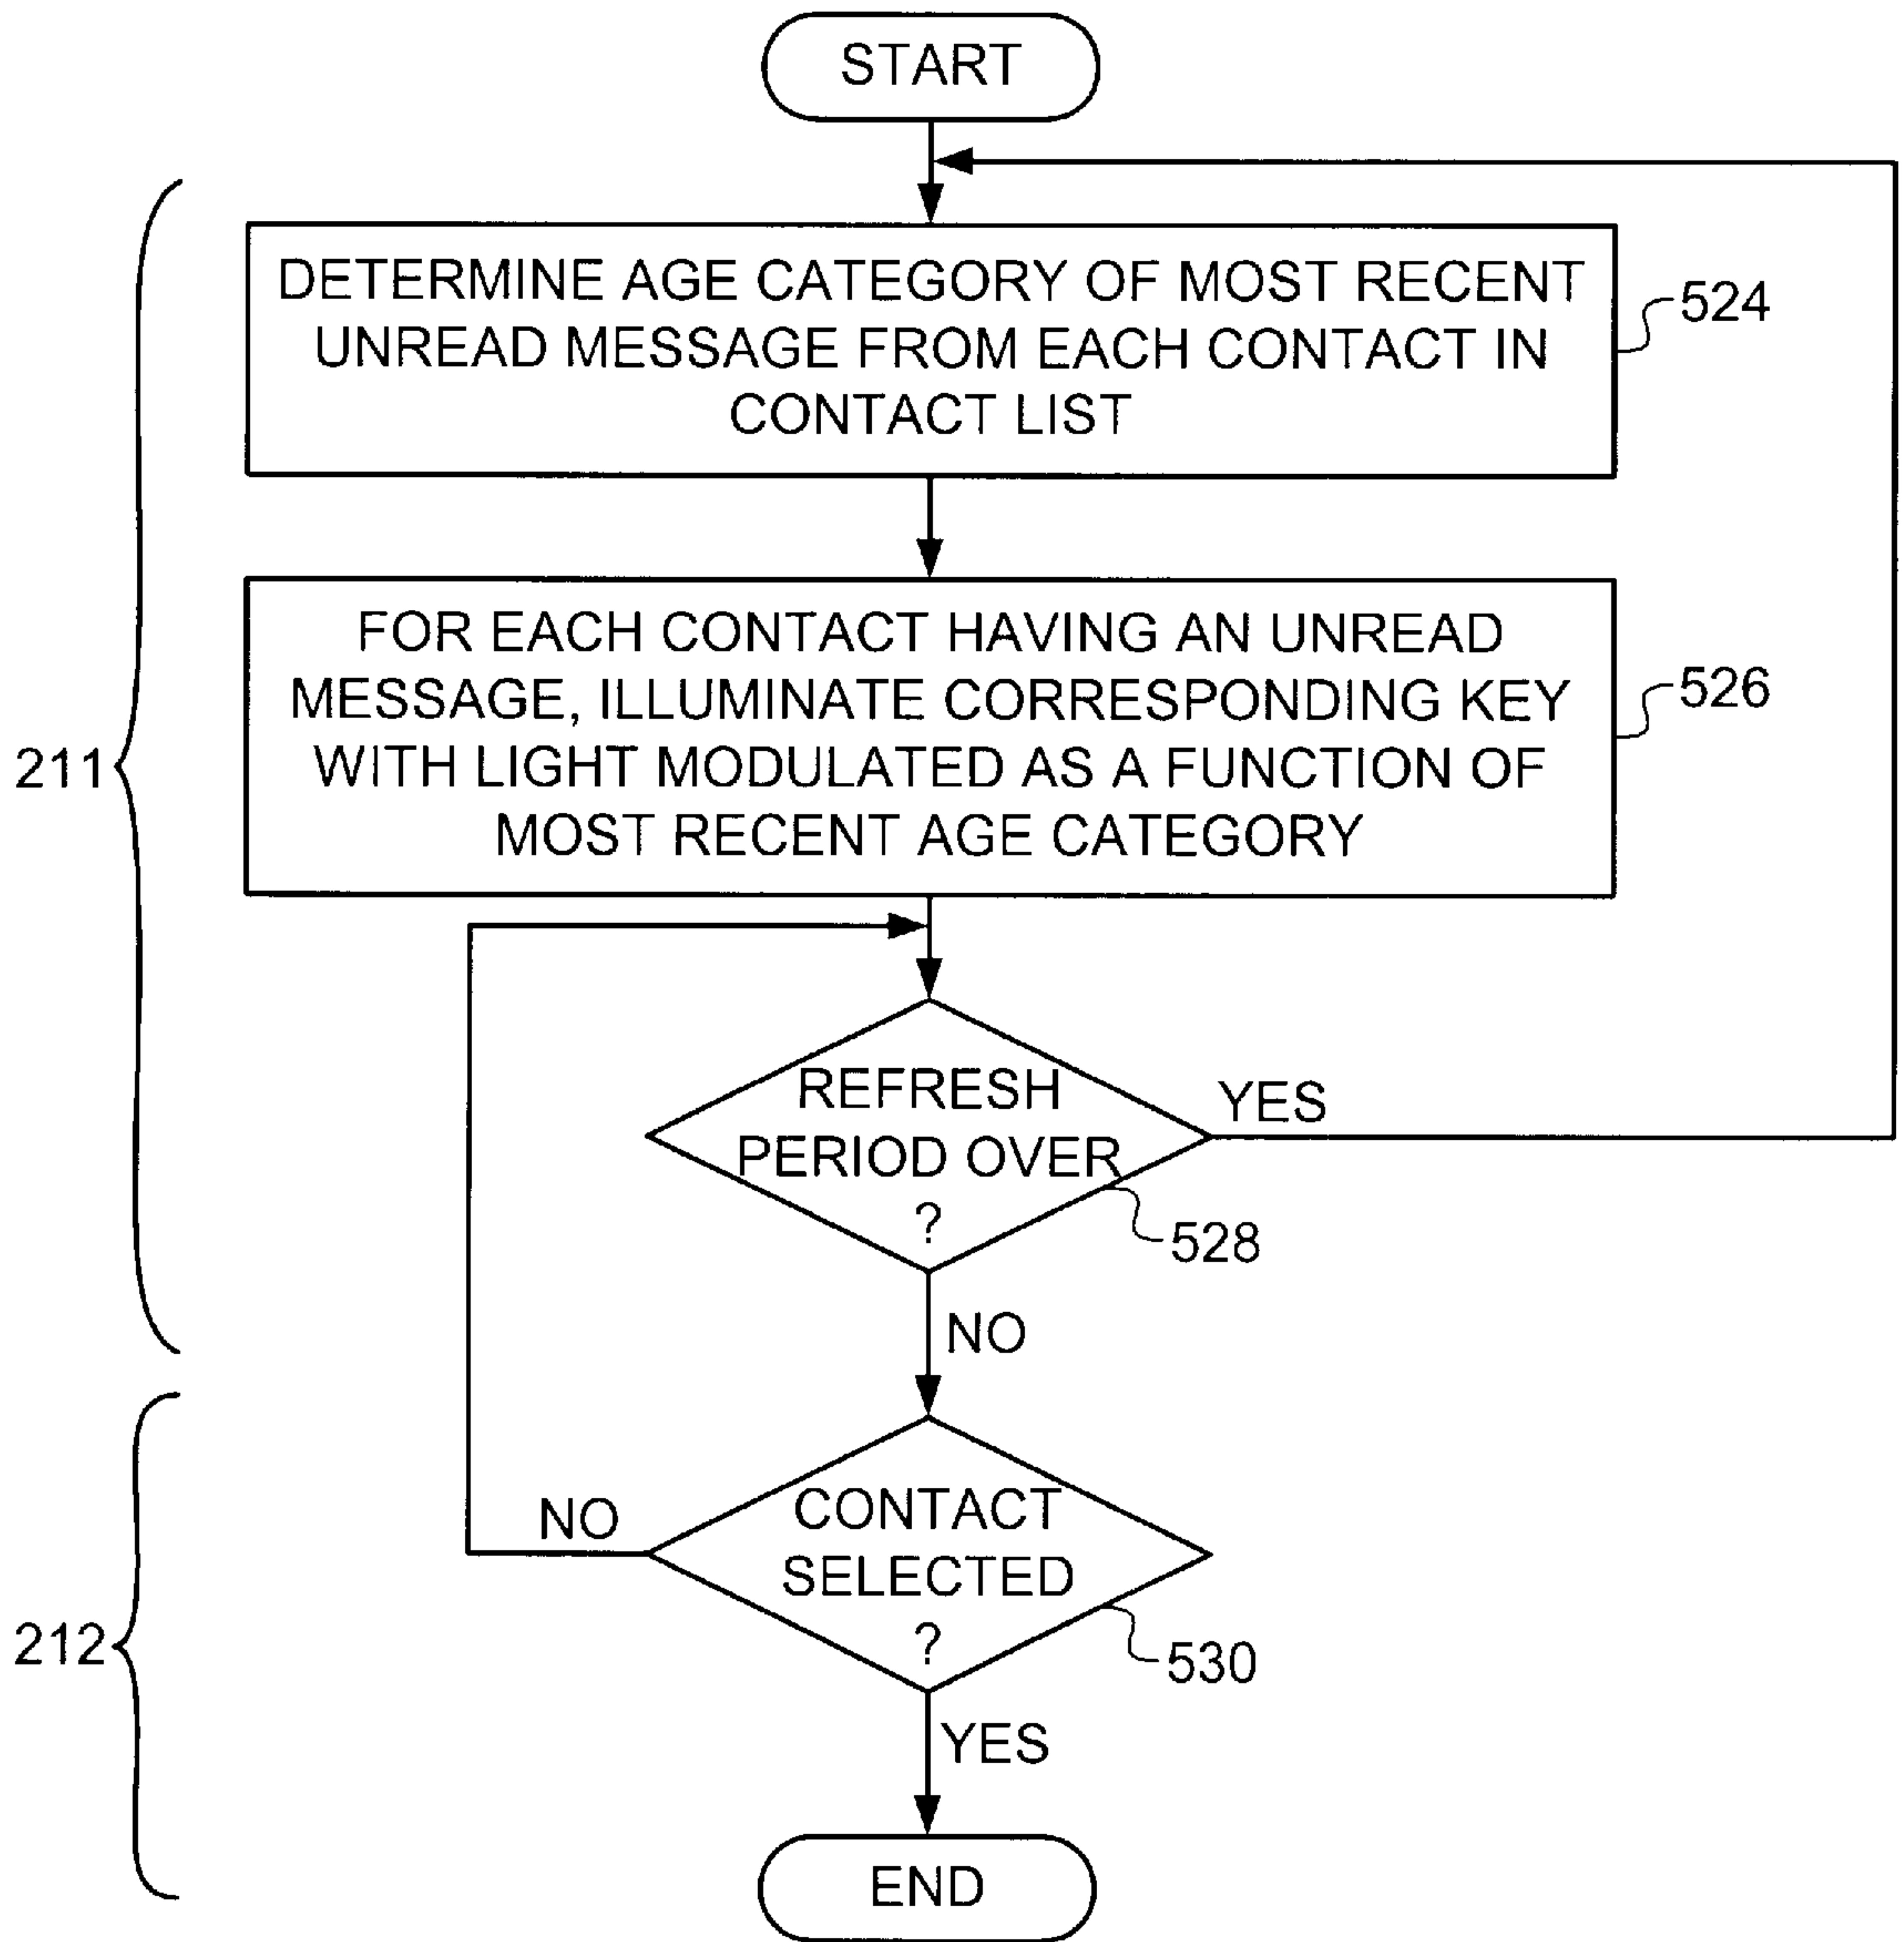 START
DETERMINE AGE CATEGORY OF MOST RECENT
UNREAD MESSAGE FROM EACH CONTACT IN
CONTACT LIST
524
FOR EACH CONTACT HAVING AN UNREAD
MESSAGE, ILLUMINATE CORRESPONDING KEY
WITH LIGHT MODULATED AS A FUNCTION OF
MOST RECENT AGE CATEGORY
526
211
REFRESH
PERIOD OVER
?
YES
528
NO
CONTACT
SELECTED
?
NO
530
212
YES
END